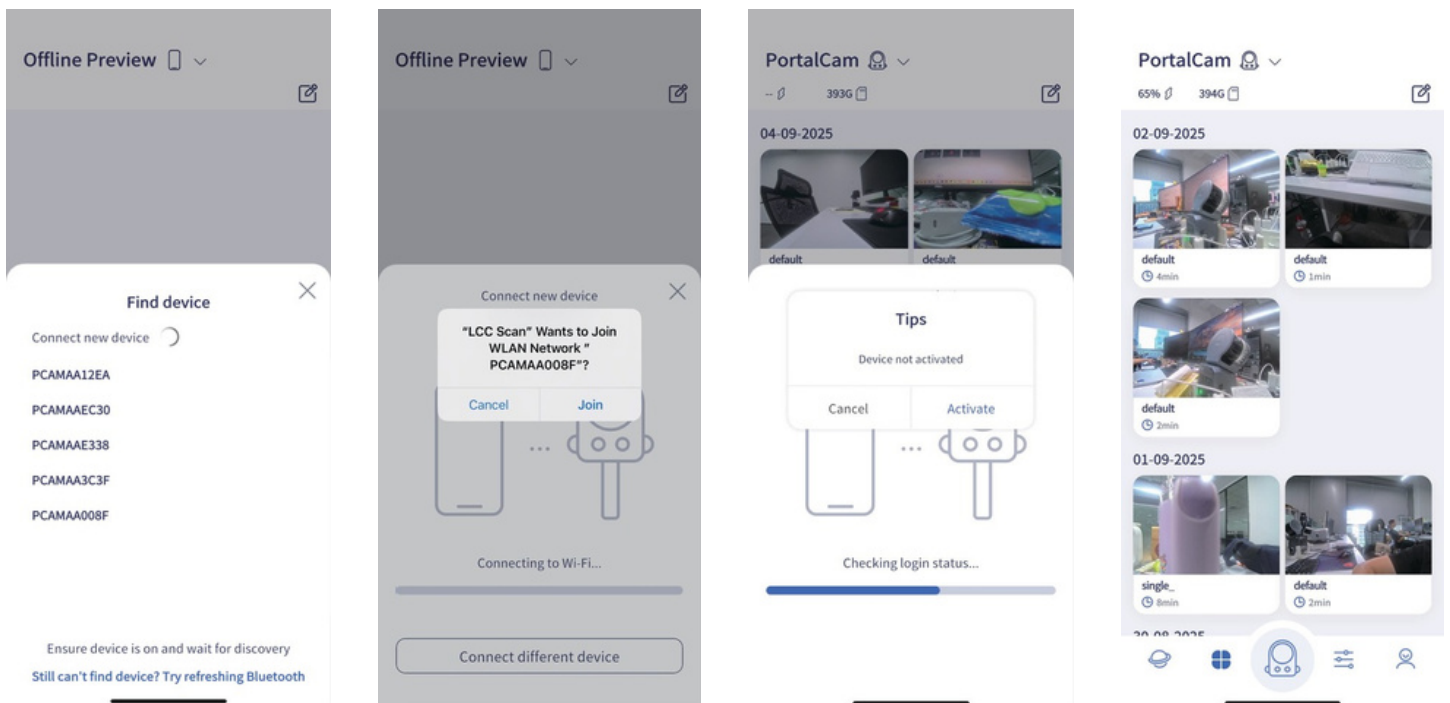 Offline Preview
Find device
Connect new device
PCAMAA12EA
PCAMAAEC30
PCAMAAE338
PCAMAA3C3F
PCAMAA008F
Ensure device is on and wait for discovery
Still can't find device? Try refreshing Bluetooth
Offline Preview
Connect new device
"LCC Scan" Wants to Join
WLAN Network "
PCAMAA008F"?
Cancel Join
Connecting to Wi-Fi...
Connect different device
PortalCam
-- 393G
04-09-2025
default default
Tips
Device not activated
Cancel Activate
Checking login status...
PortalCam
65% 394G
02-09-2025
default default
4min 1min
default
2min
01-09-2025
single_ default
8min 2min
30-08-2025